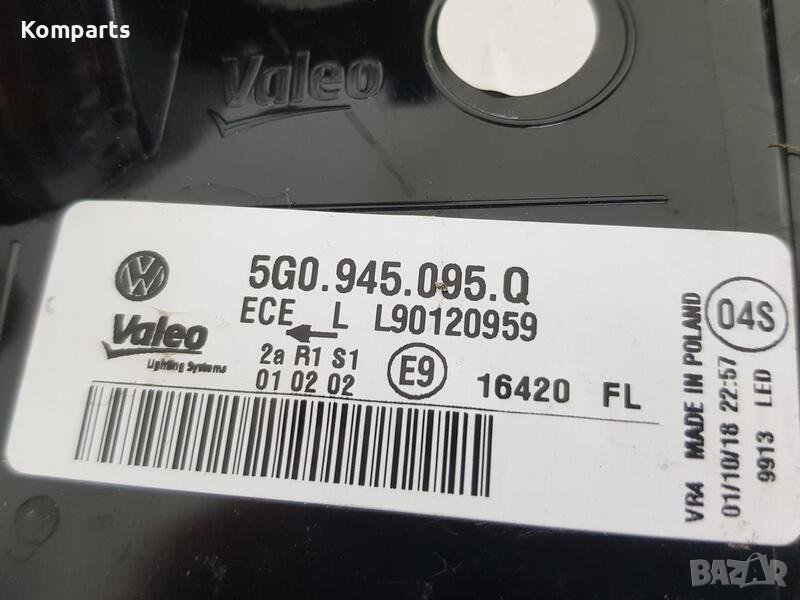 Komparts
Valeo
5G0.945.095.Q
ECE L L90120959
Valeo
Lighting Systems
2a R1 S1
01 02 02
E9
16420 FL
04S
VR4 MADE IN POLAND
01/10/18 22:57
9913 LED
BAZAR